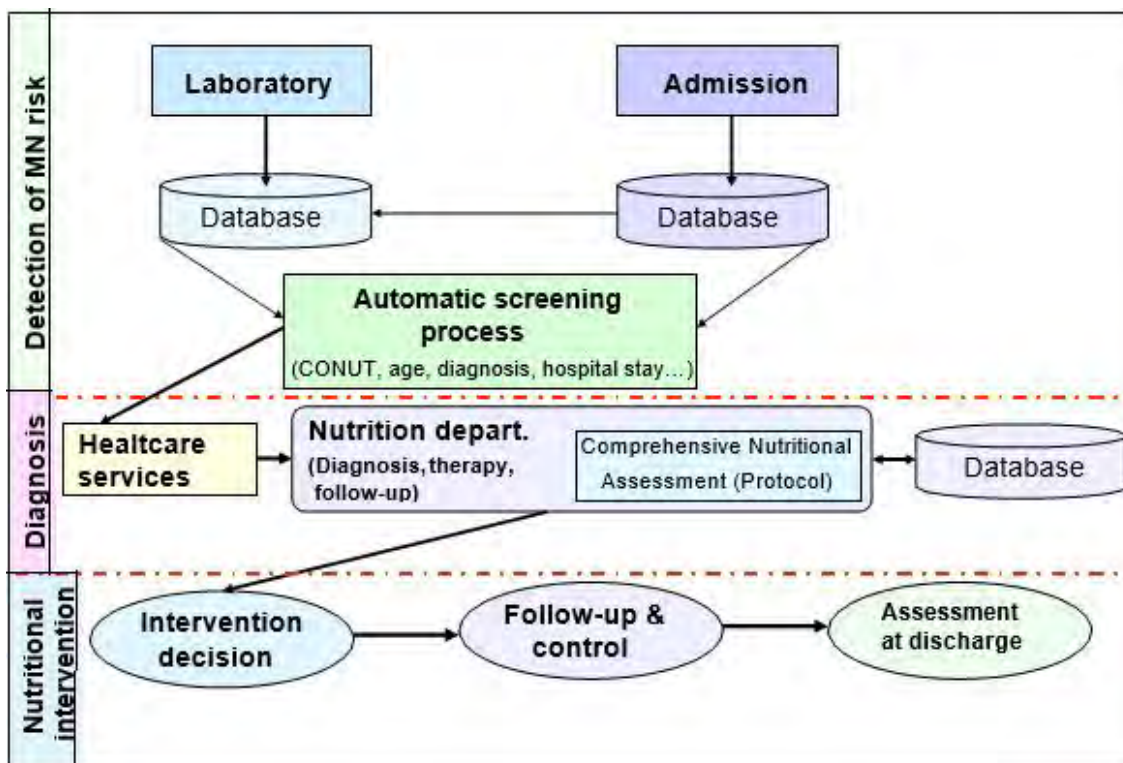 Detection of MN risk
Laboratory
Admission
Database
Database
Automatic screening
process
(CONUT, age, diagnosis, hospital stay…)
Diagnosis
Healtcare
services
Nutrition depart.
(Diagnosis, therapy,
follow-up)
Comprehensive Nutritional
Assessment (Protocol)
Database
Nutritional
intervention
Intervention
decision
Follow-up &
control
Assessment
at discharge